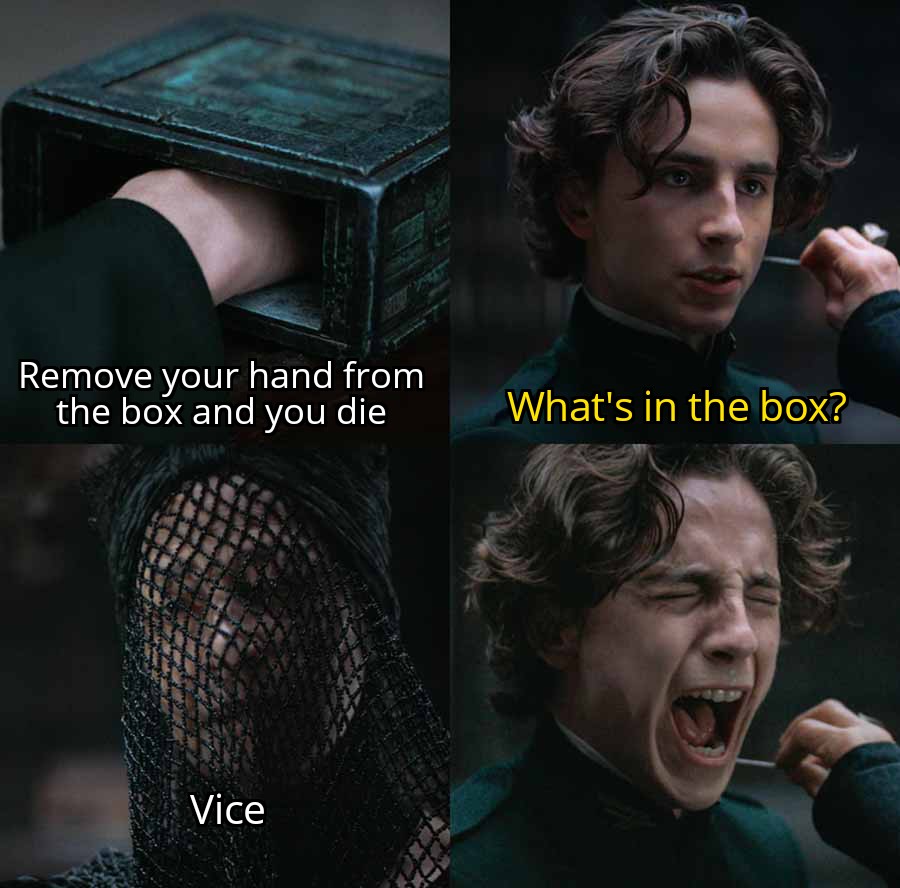 Remove your hand from
the box and you die
What's in the box?
Vice